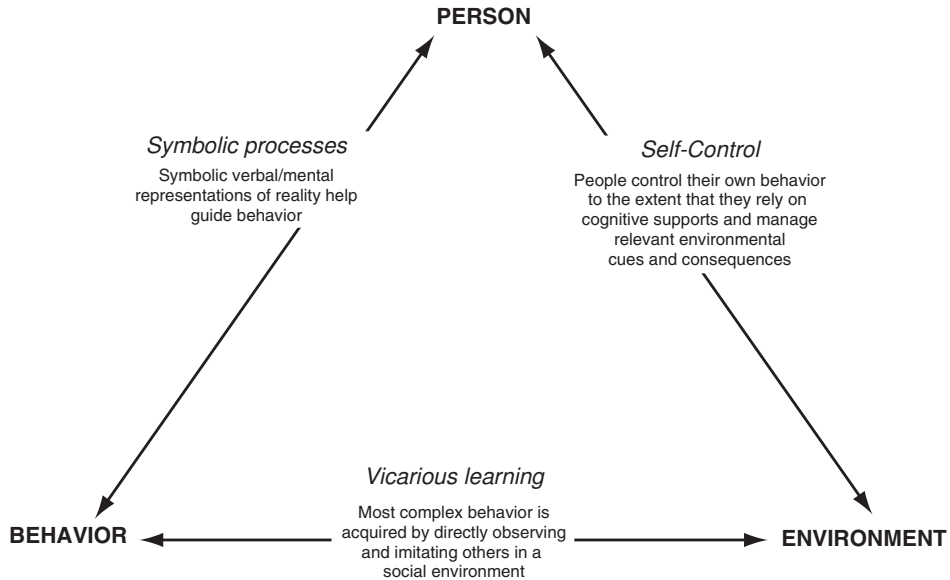 PERSON
Symbolic processes
Symbolic verbal/mental
representations of reality help
guide behavior
Self-Control
People control their own behavior
to the extent that they rely on
cognitive supports and manage
relevant environmental
cues and consequences
Vicarious learning
Most complex behavior is
acquired by directly observing
and imitating others in a
social environment
BEHAVIOR
ENVIRONMENT